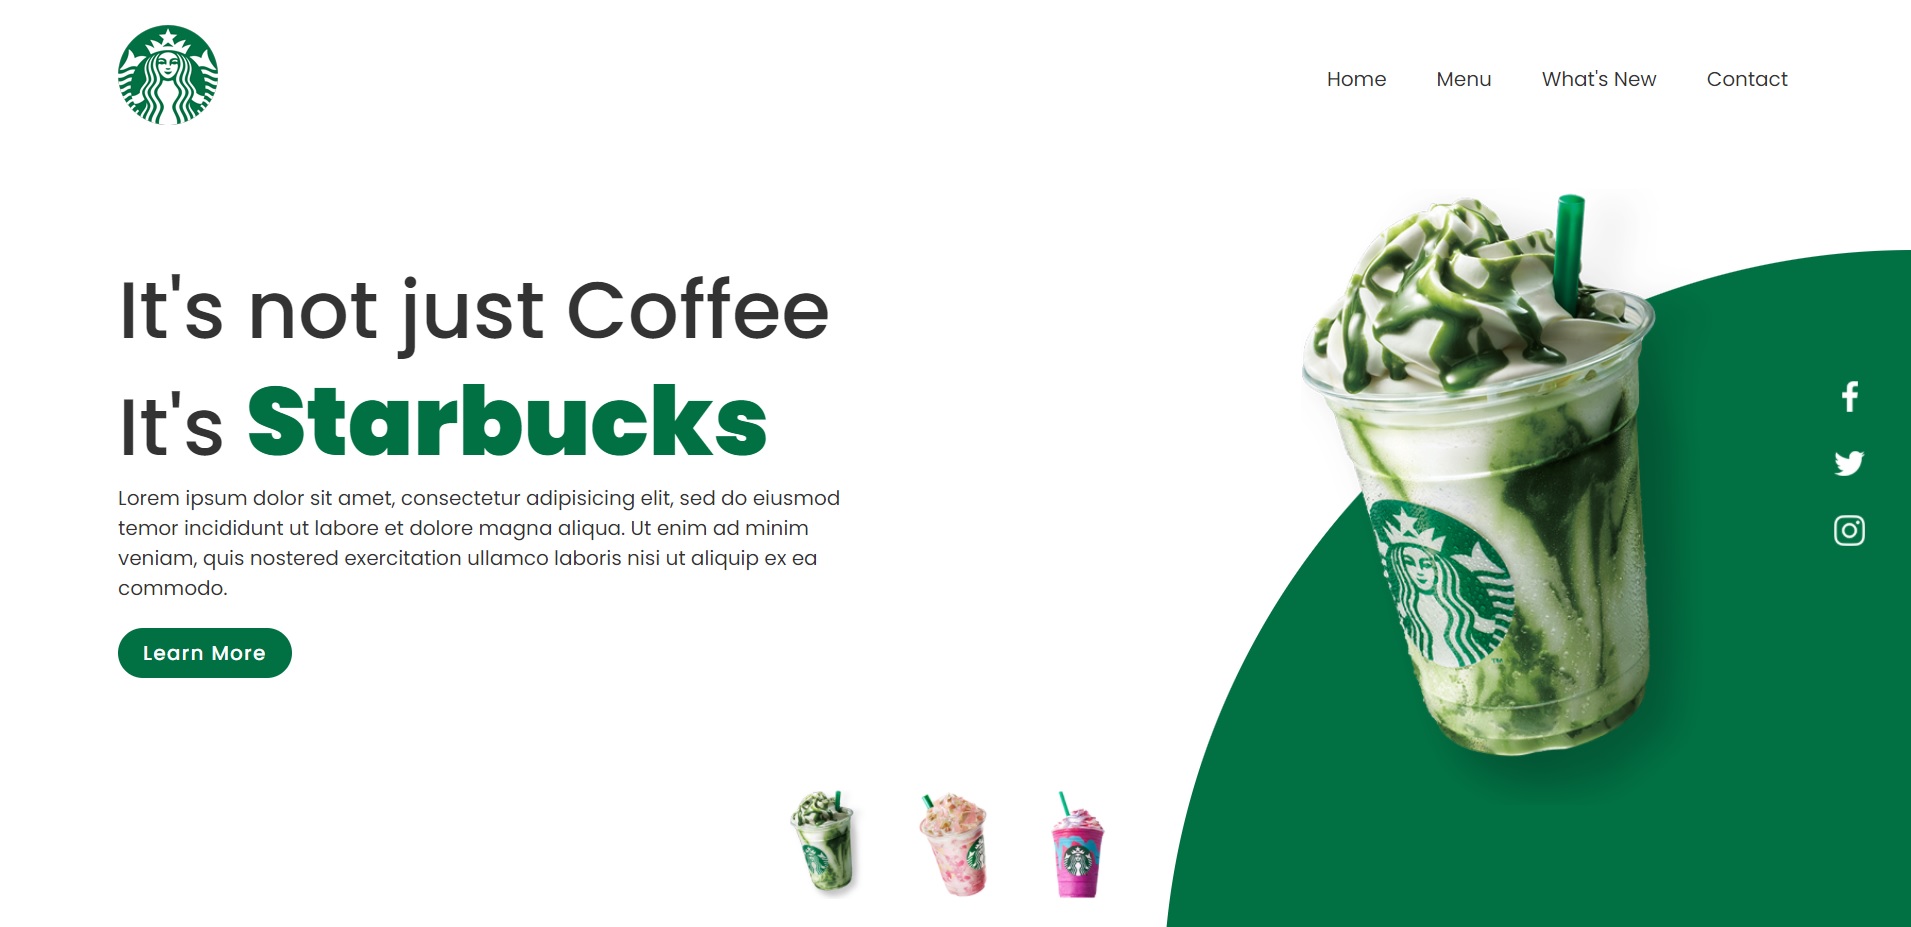 Home Menu What's New Contact
It's not just Coffee
It's Starbucks
Lorem ipsum dolor sit amet, consectetur adipisicing elit, sed do eiusmod
temor incididunt ut labore et dolore magna aliqua. Ut enim ad minim
veniam, quis nostered exercitation ullamco laboris nisi ut aliquip ex ea
commodo.
Learn More
TM